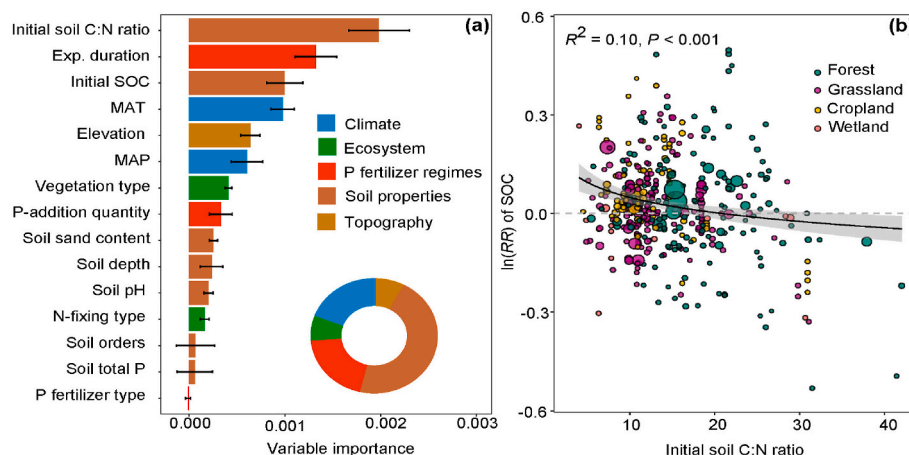 (a)
Initial soil C:N ratio
Exp. duration
Initial SOC
MAT
Elevation
MAP
Vegetation type
P-addition quantity
Soil sand content
Soil depth
Soil pH
N-fixing type
Soil orders
Soil total P
P fertilizer type
Climate
Ecosystem
P fertilizer regimes
Soil properties
Topography
0.000 0.001 0.002 0.003
Variable importance
(b)
R² = 0.10, P < 0.001
Forest
Grassland
Cropland
Wetland
ln(RR) of SOC
0.3
0.0
-0.3
-0.6
10 20 30 40
Initial soil C:N ratio